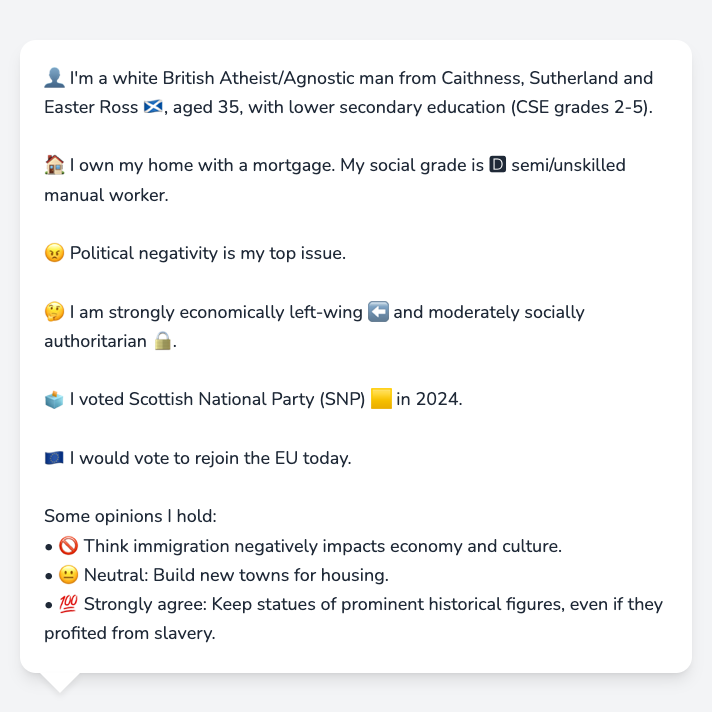 👤 I'm a white British Atheist/Agnostic man from Caithness, Sutherland and
Easter Ross 🏴󠁧󠁢󠁳󠁣󠁴󠁿, aged 35, with lower secondary education (CSE grades 2-5).
🏠 I own my home with a mortgage. My social grade is 🅳 semi/unskilled
manual worker.
😠 Political negativity is my top issue.
🤔 I am strongly economically left-wing ⬅️ and moderately socially
authoritarian 🔒.
🗳️ I voted Scottish National Party (SNP) 🟨 in 2024.
🇪🇺 I would vote to rejoin the EU today.
Some opinions I hold:
• 🚫 Think immigration negatively impacts economy and culture.
• 😐 Neutral: Build new towns for housing.
• 💯 Strongly agree: Keep statues of prominent historical figures, even if they
profited from slavery.